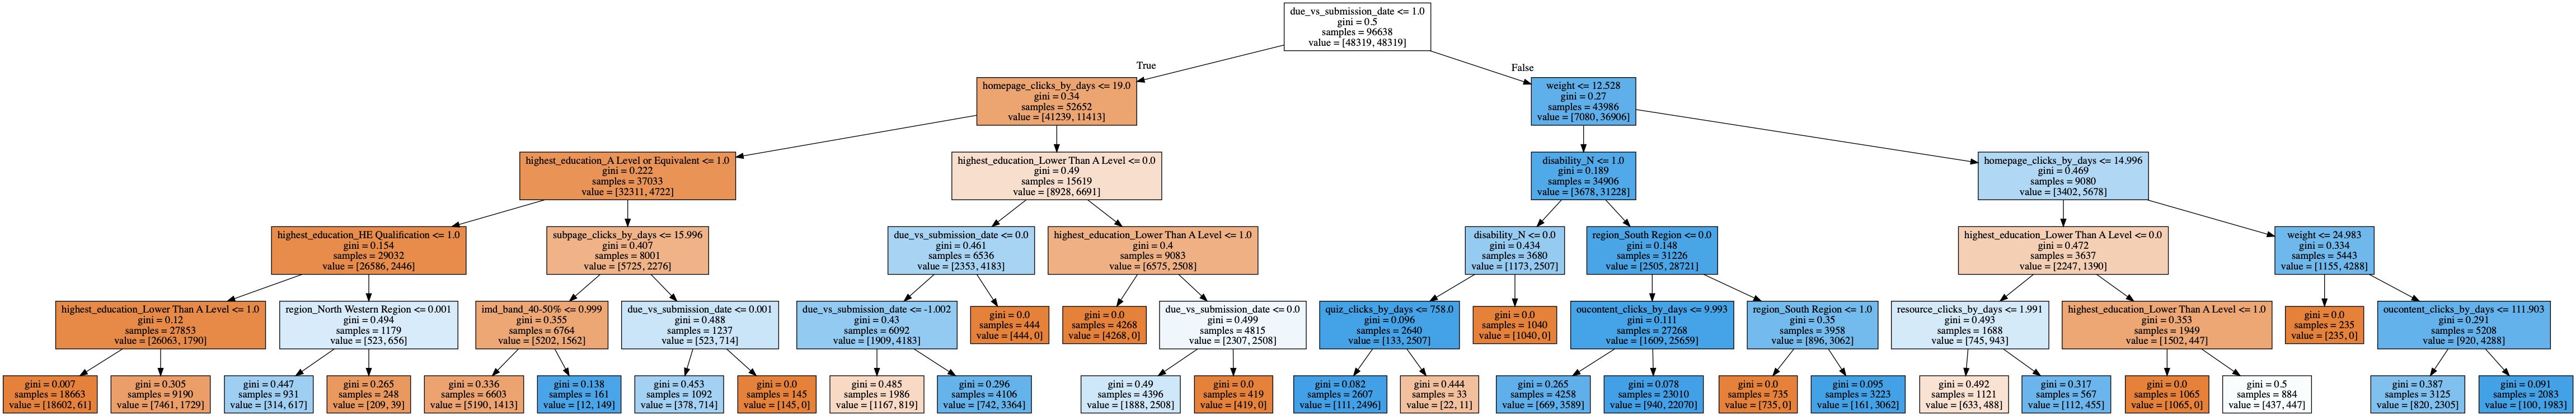 due_vs_submission_date <= 1.0
gini = 0.5
samples = 96638
value = [48319, 48319]
True
False
homepage_clicks_by_days <= 19.0
gini = 0.34
samples = 52652
value = [41239, 11413]
weight <= 12.528
gini = 0.27
samples = 43986
value = [7080, 36906]
highest_education_A Level or Equivalent <= 1.0
gini = 0.222
samples = 37033
value = [32311, 4722]
highest_education_Lower Than A Level <= 0.0
gini = 0.49
samples = 15619
value = [8928, 6691]
disability_N <= 1.0
gini = 0.189
samples = 34906
value = [3678, 31228]
homepage_clicks_by_days <= 14.996
gini = 0.469
samples = 9080
value = [3402, 5678]
highest_education_HE Qualification <= 1.0
gini = 0.154
samples = 29032
value = [26586, 2446]
subpage_clicks_by_days <= 15.996
gini = 0.407
samples = 8001
value = [5725, 2276]
due_vs_submission_date <= 0.0
gini = 0.461
samples = 6536
value = [2353, 4183]
highest_education_Lower Than A Level <= 1.0
gini = 0.4
samples = 9083
value = [6575, 2508]
disability_N <= 0.0
gini = 0.434
samples = 3680
value = [1173, 2507]
region_South Region <= 0.0
gini = 0.148
samples = 31226
value = [2505, 28721]
highest_education_Lower Than A Level <= 0.0
gini = 0.472
samples = 3637
value = [2247, 1390]
weight <= 24.983
gini = 0.334
samples = 5443
value = [1155, 4288]
highest_education_Lower Than A Level <= 1.0
gini = 0.12
samples = 27853
value = [26063, 1790]
region_North Western Region <= 0.001
gini = 0.494
samples = 1179
value = [523, 656]
imd_band_40-50% <= 0.999
gini = 0.355
samples = 6764
value = [5202, 1562]
due_vs_submission_date <= 0.001
gini = 0.488
samples = 1237
value = [523, 714]
due_vs_submission_date <= -1.002
gini = 0.43
samples = 6092
value = [1909, 4183]
gini = 0.0
samples = 444
value = [444, 0]
gini = 0.0
samples = 4268
value = [4268, 0]
due_vs_submission_date <= 0.0
gini = 0.499
samples = 4815
value = [2307, 2508]
quiz_clicks_by_days <= 758.0
gini = 0.096
samples = 2640
value = [133, 2507]
gini = 0.0
samples = 1040
value = [1040, 0]
oucontent_clicks_by_days <= 9.993
gini = 0.111
samples = 27268
value = [1609, 25659]
region_South Region <= 1.0
gini = 0.35
samples = 3958
value = [896, 3062]
resource_clicks_by_days <= 1.991
gini = 0.493
samples = 1688
value = [745, 943]
highest_education_Lower Than A Level <= 1.0
gini = 0.353
samples = 1949
value = [1502, 447]
gini = 0.0
samples = 235
value = [235, 0]
oucontent_clicks_by_days <= 111.903
gini = 0.291
samples = 5208
value = [920, 4288]
gini = 0.007
samples = 18663
value = [18602, 61]
gini = 0.305
samples = 9190
value = [7461, 1729]
gini = 0.447
samples = 931
value = [314, 617]
gini = 0.265
samples = 248
value = [209, 39]
gini = 0.336
samples = 6603
value = [5190, 1413]
gini = 0.138
samples = 161
value = [12, 149]
gini = 0.453
samples = 1092
value = [378, 714]
gini = 0.0
samples = 145
value = [145, 0]
gini = 0.485
samples = 1986
value = [1167, 819]
gini = 0.296
samples = 4106
value = [742, 3364]
gini = 0.49
samples = 4396
value = [1888, 2508]
gini = 0.0
samples = 419
value = [419, 0]
gini = 0.082
samples = 2607
value = [111, 2496]
gini = 0.444
samples = 33
value = [22, 11]
gini = 0.265
samples = 4258
value = [669, 3589]
gini = 0.078
samples = 23010
value = [940, 22070]
gini = 0.0
samples = 735
value = [735, 0]
gini = 0.095
samples = 3223
value = [161, 3062]
gini = 0.492
samples = 1121
value = [633, 488]
gini = 0.317
samples = 567
value = [112, 455]
gini = 0.0
samples = 1065
value = [1065, 0]
gini = 0.5
samples = 884
value = [437, 447]
gini = 0.387
samples = 3125
value = [820, 2305]
gini = 0.091
samples = 2083
value = [100, 1983]